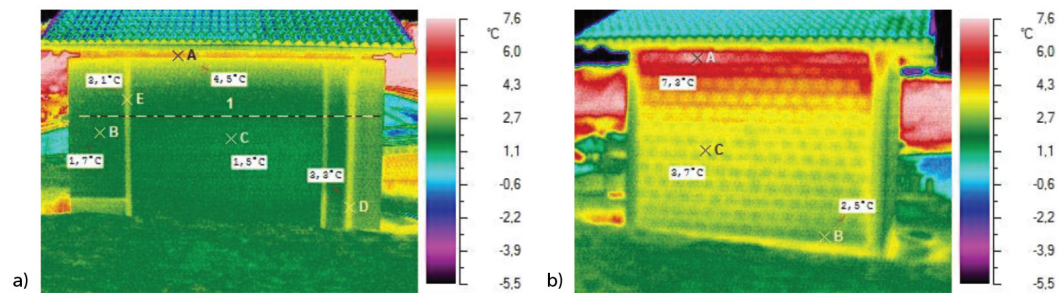 a)
A
4,5°C
3,1°C
E
1
B
C
1,7°C
1,5°C
3,3°C
D
°C
7.6
6.0
4.3
2.7
1.1
-0.6
-2.2
-3.9
-5.5
b)
A
7,3°C
C
3,7°C
2,5°C
B
°C
7.6
6.0
4.3
2.7
1.1
-0.6
-2.2
-3.9
-5.5